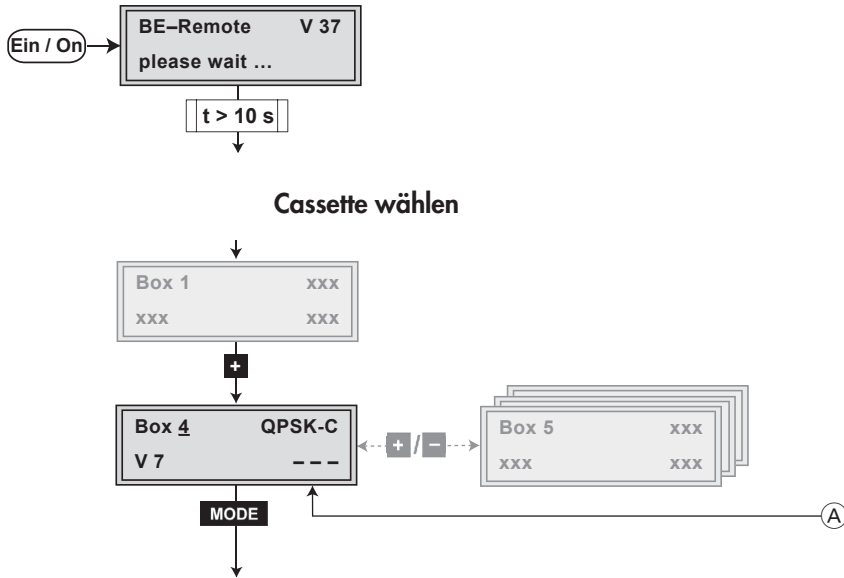 Ein / On
BE–Remote V 37
please wait ...
t > 10 s
Cassette wählen
Box 1 xxx
xxx xxx
+
Box 4 QPSK-C
V 7 – – –
+ / –
Box 5 xxx
xxx xxx
MODE
A